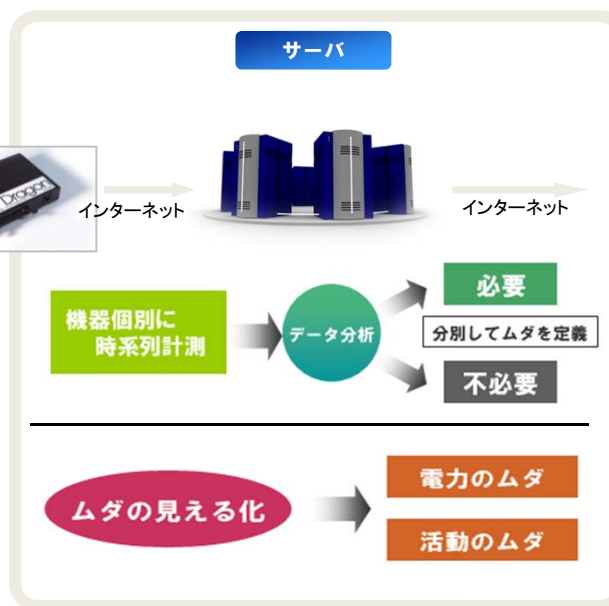 サーバ
Dragon
インターネット
インターネット
機器個別に
時系列計測
データ分析
必要
分別してムダを定義
不必要
ムダの見える化
電力のムダ
活動のムダ